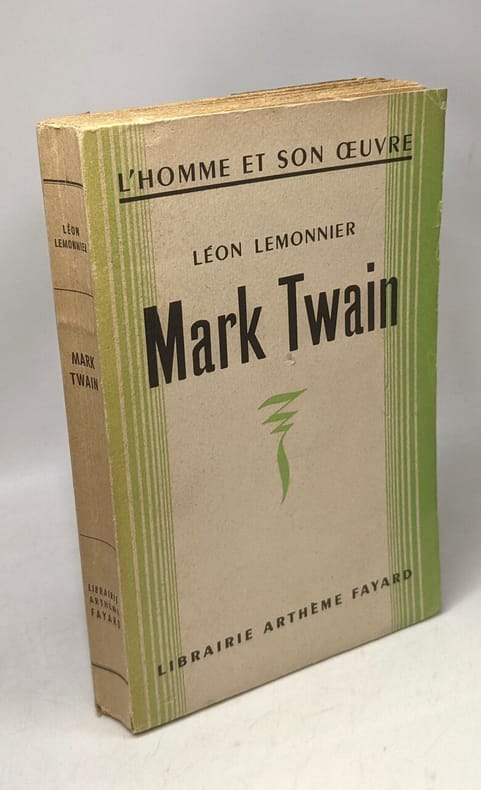 L'HOMME ET SON ŒUVRE
LÉON LEMONNIER
Mark Twain
LIBRAIRIE ARTHÈME FAYARD
LÉON
LEMONNIER
MARK
TWAIN
LIBRAIRIE
ARTHÈME
FAYARD